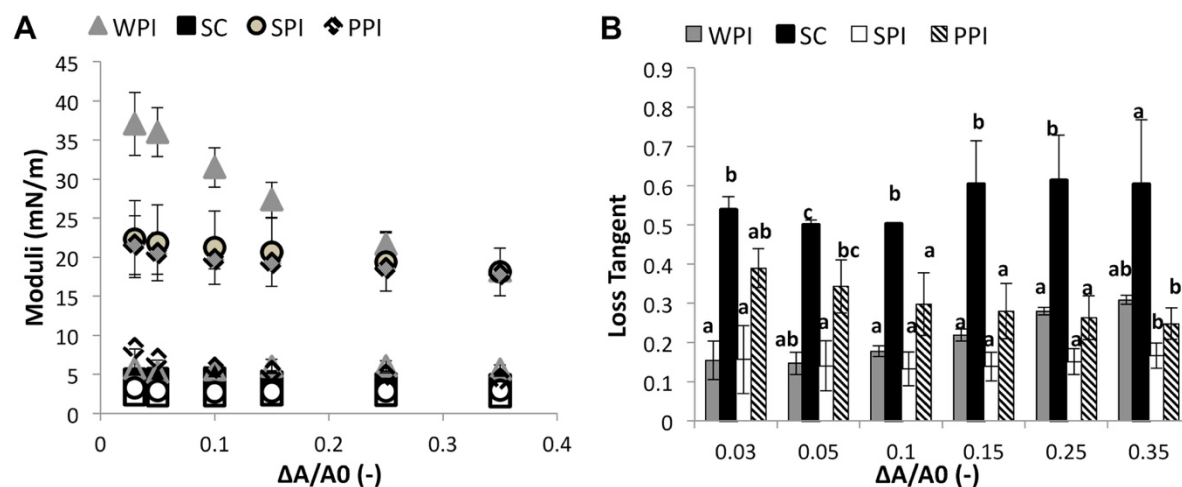 A
WPI SC SPI PPI
Moduli (mN/m)
45
40
35
30
25
20
15
10
5
0
0 0.1 0.2 0.3 0.4
ΔA/A0 (-)
B
WPI SC SPI PPI
Loss Tangent
0.9
0.8
0.7
0.6
0.5
0.4
0.3
0.2
0.1
0
a b a ab
ab c a bc
a b a a
a b a a
a b a a
ab a b b
0.03 0.05 0.1 0.15 0.25 0.35
ΔA/A0 (-)